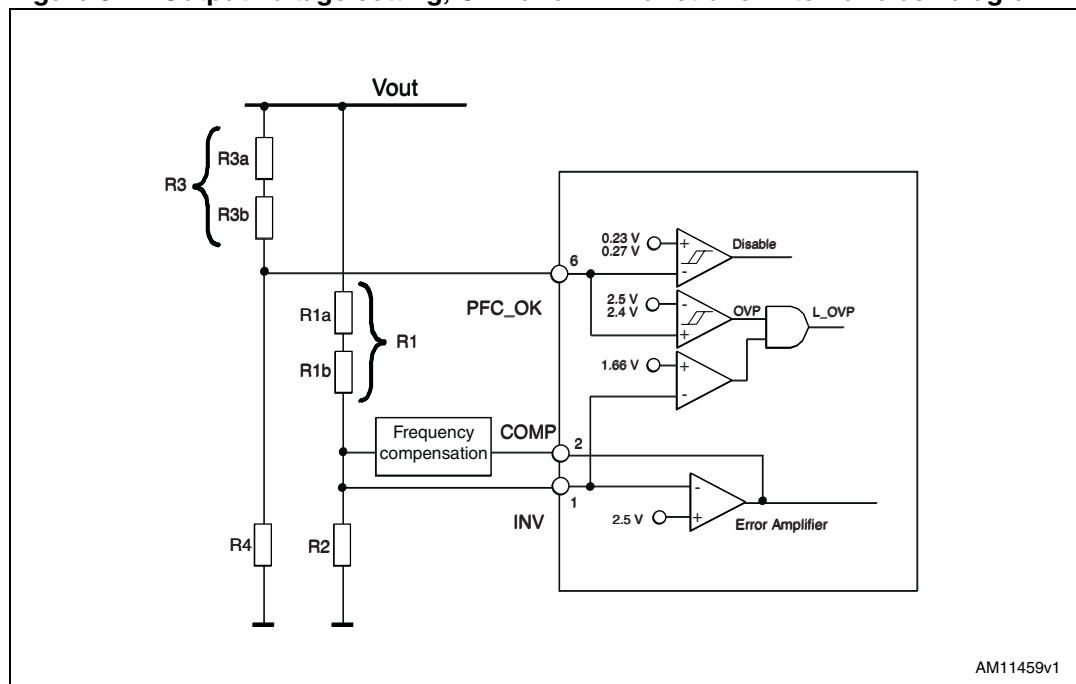 Vout
R3
R3a
R3b
R1a
R1b
R1
R4
R2
Frequency
compensation
PFC_OK
6
COMP
2
INV
1
0.23 V
0.27 V
Disable
2.5 V
2.4 V
OVP
L_OVP
1.66 V
2.5 V
Error Amplifier
+
-
-
+
+
-
-
+
AM11459v1